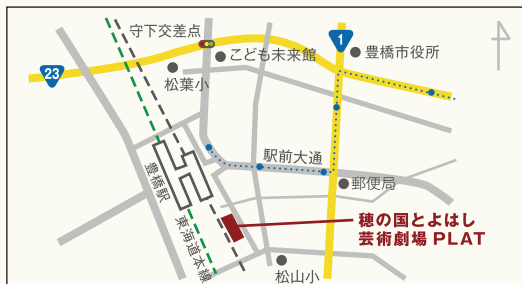 守下交差点
こども未来館
1
豊橋市役所
23
松葉小
駅前大通
豊橋駅
郵便局
東海道本線
穂の国とよはし
芸術劇場 PLAT
松山小